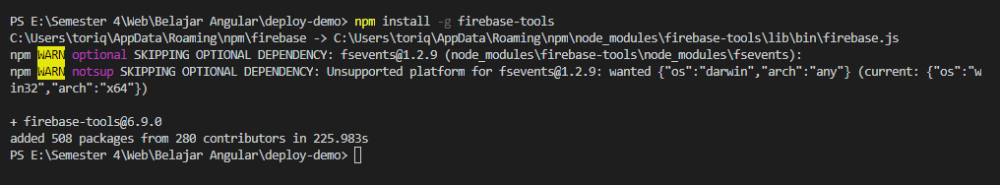 PS E:\Semester 4\Web\Belajar Angular\deploy-demo> npm install -g firebase-tools
C:\Users\toriq\AppData\Roaming\npm\firebase -> C:\Users\toriq\AppData\Roaming\npm\node_modules\firebase-tools\lib\bin\firebase.js
npm WARN optional SKIPPING OPTIONAL DEPENDENCY: fsevents@1.2.9 (node_modules\firebase-tools\node_modules\fsevents):
npm WARN notsup SKIPPING OPTIONAL DEPENDENCY: Unsupported platform for fsevents@1.2.9: wanted {"os":"darwin","arch":"any"} (current: {"os":"w
in32","arch":"x64"})
+ firebase-tools@6.9.0
added 508 packages from 280 contributors in 225.983s
PS E:\Semester 4\Web\Belajar Angular\deploy-demo>